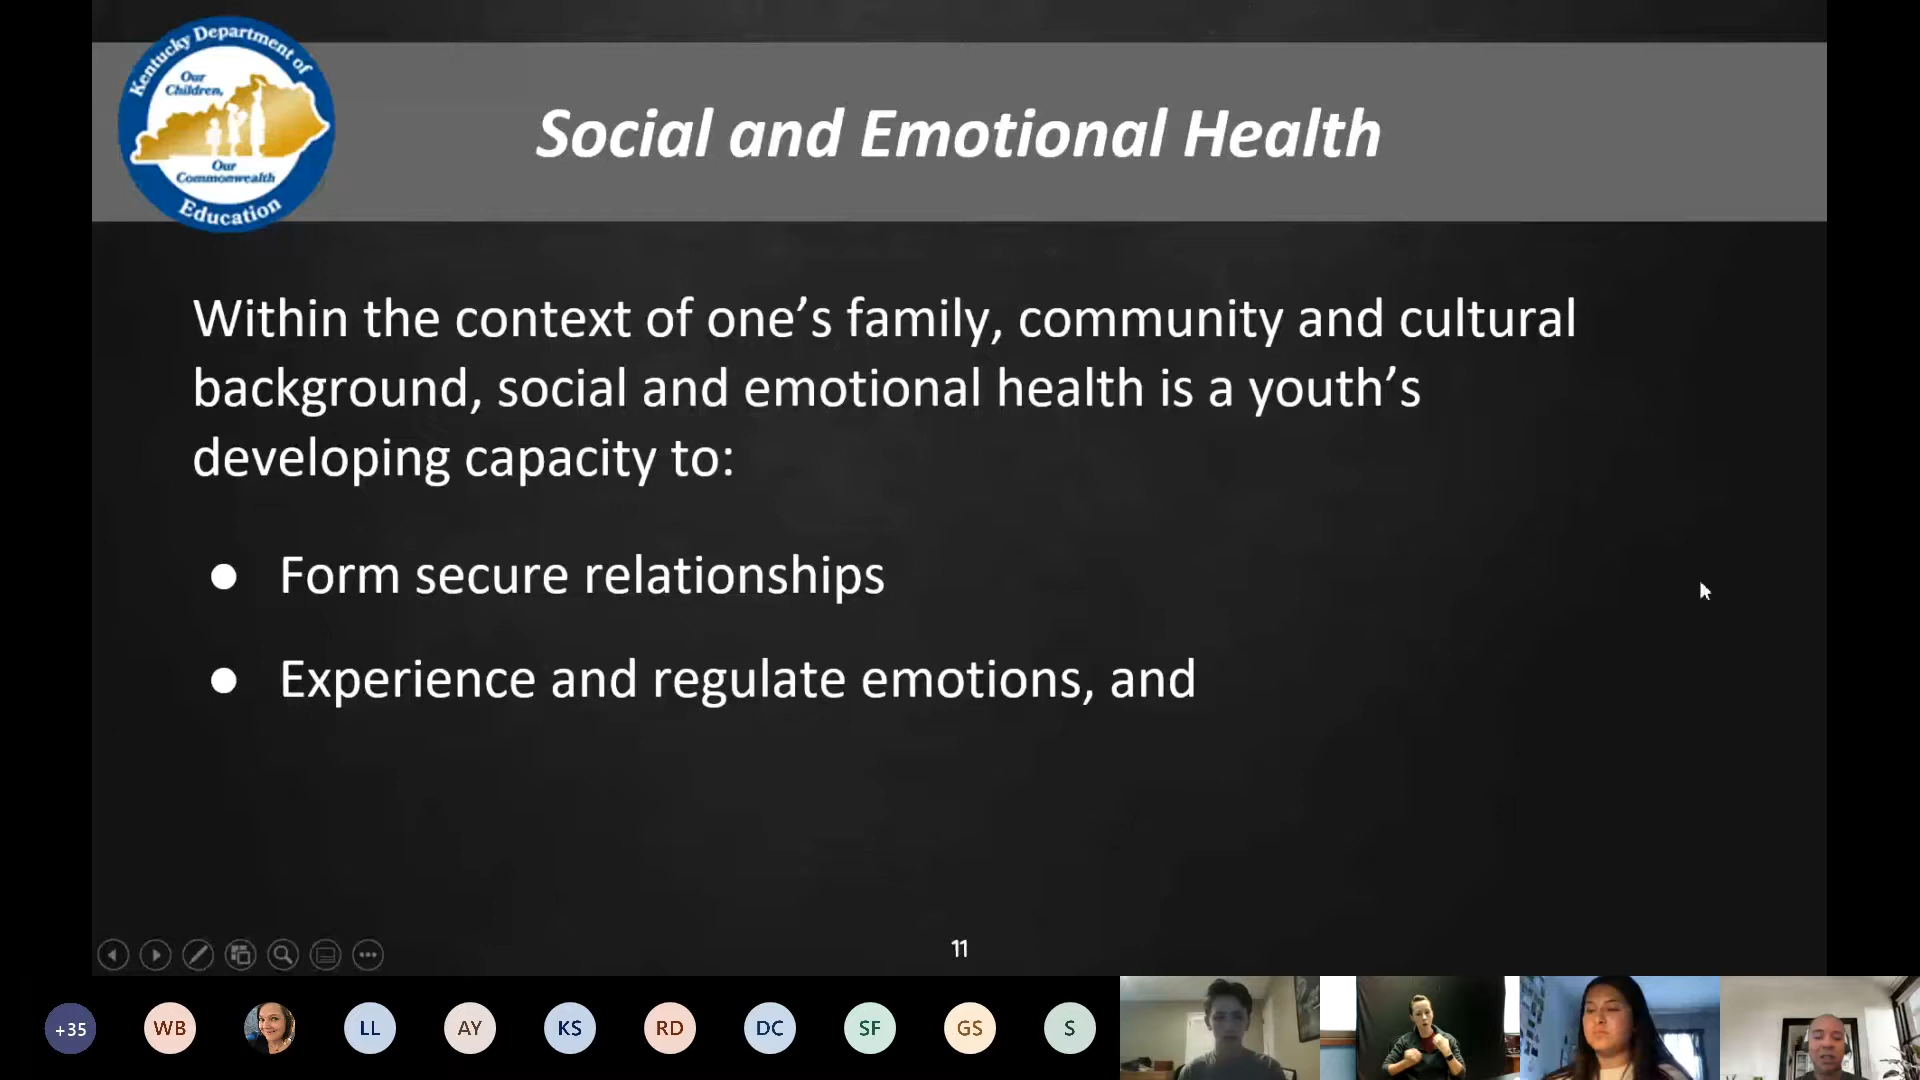 Kentucky Department of
Our
Children,
Our
Commonwealth
Education
Social and Emotional Health
Within the context of one’s family, community and cultural
background, social and emotional health is a youth’s
developing capacity to:
● Form secure relationships
● Experience and regulate emotions, and
11
+35 WB LL AY KS RD DC SF GS S